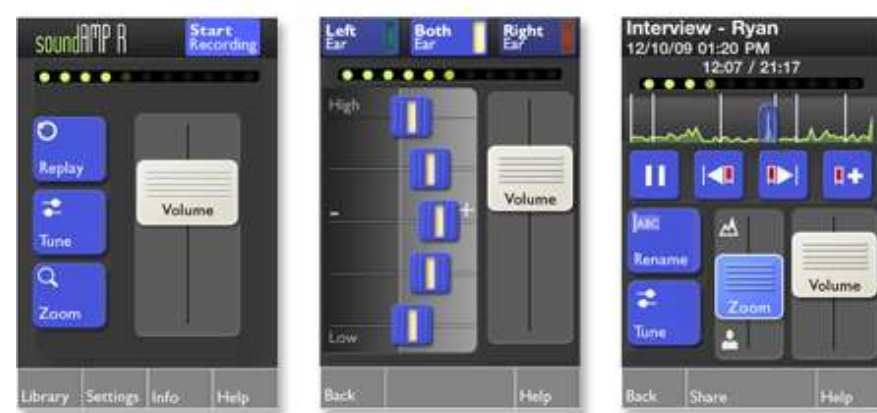 soundAMP R
Start
Recording
Replay
Tune
Zoom
Volume
Library Settings Info Help
Left
Ear
Both
Ear
Right
Ear
High
-
+
Low
Volume
Back Help
Interview - Ryan
12/10/09 01:20 PM
12:07 / 21:17
ABC
Rename
Tune
Zoom
Volume
Back Share Help